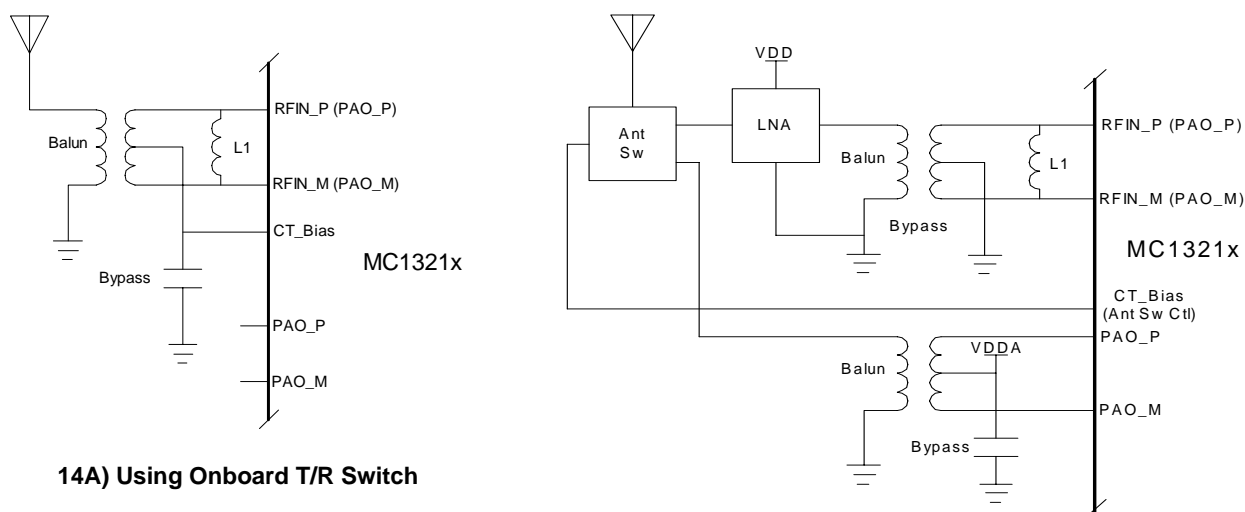 RFIN_P (PAO_P)
Balun
L1
RFIN_M (PAO_M)
CT_Bias
MC1321x
Bypass
PAO_P
PAO_M
14A) Using Onboard T/R Switch
VDD
Ant
Sw
LNA
RFIN_P (PAO_P)
Balun
L1
RFIN_M (PAO_M)
Bypass
MC1321x
CT_Bias
(Ant Sw Ctl)
PAO_P
VDDA
Balun
PAO_M
Bypass